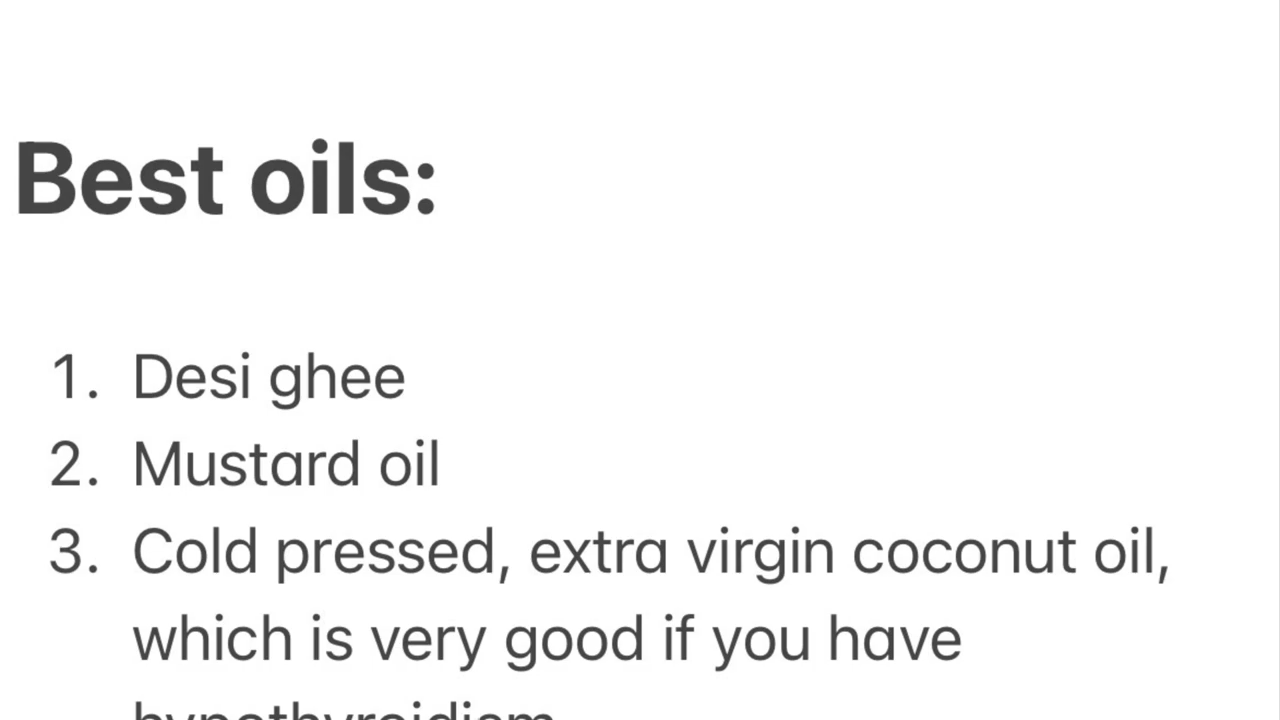 Best oils:
1. Desi ghee
2. Mustard oil
3. Cold pressed, extra virgin coconut oil,
which is very good if you have
hypothyroidism